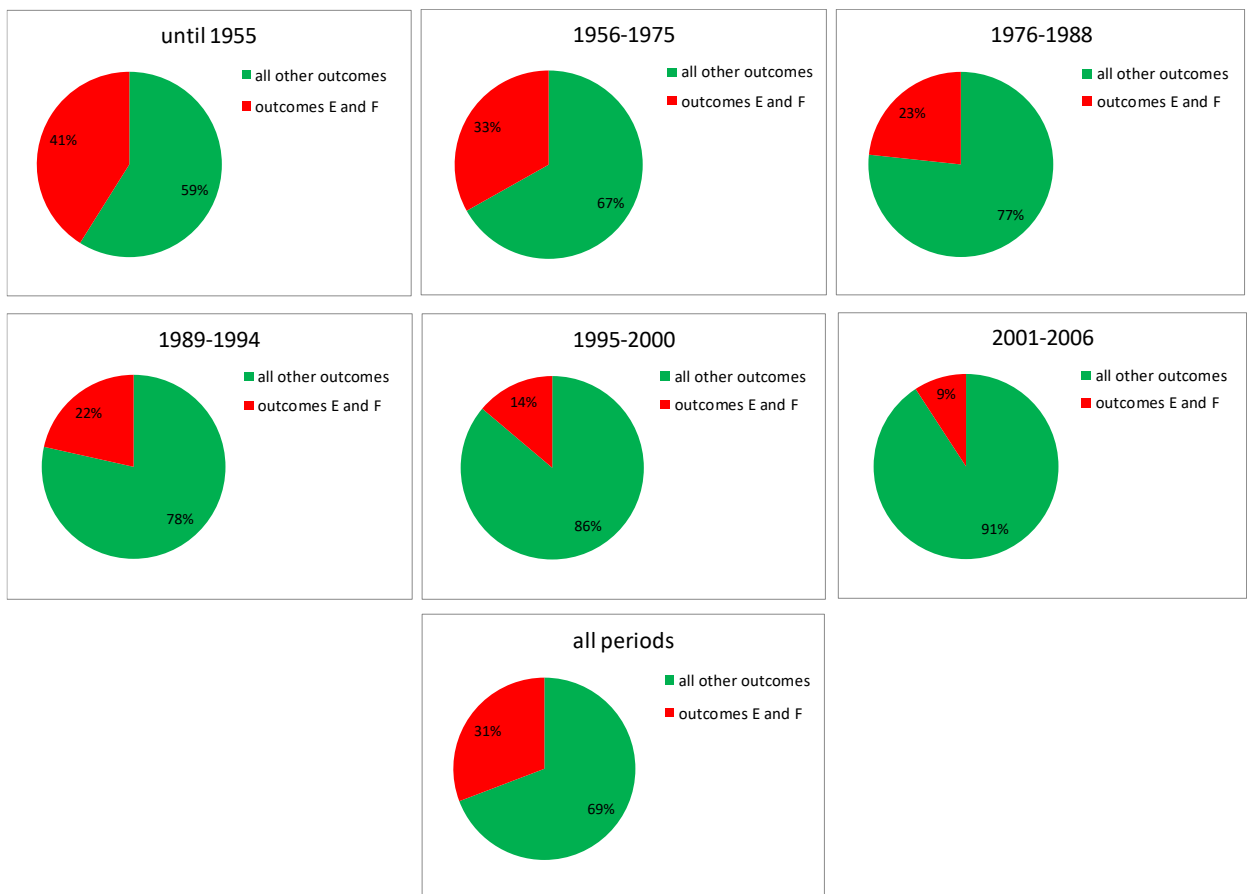 until 1955
all other outcomes
outcomes E and F
41%
59%
1956-1975
all other outcomes
outcomes E and F
33%
67%
1976-1988
all other outcomes
outcomes E and F
23%
77%
1989-1994
all other outcomes
outcomes E and F
22%
78%
1995-2000
all other outcomes
outcomes E and F
14%
86%
2001-2006
all other outcomes
outcomes E and F
9%
91%
all periods
all other outcomes
outcomes E and F
31%
69%